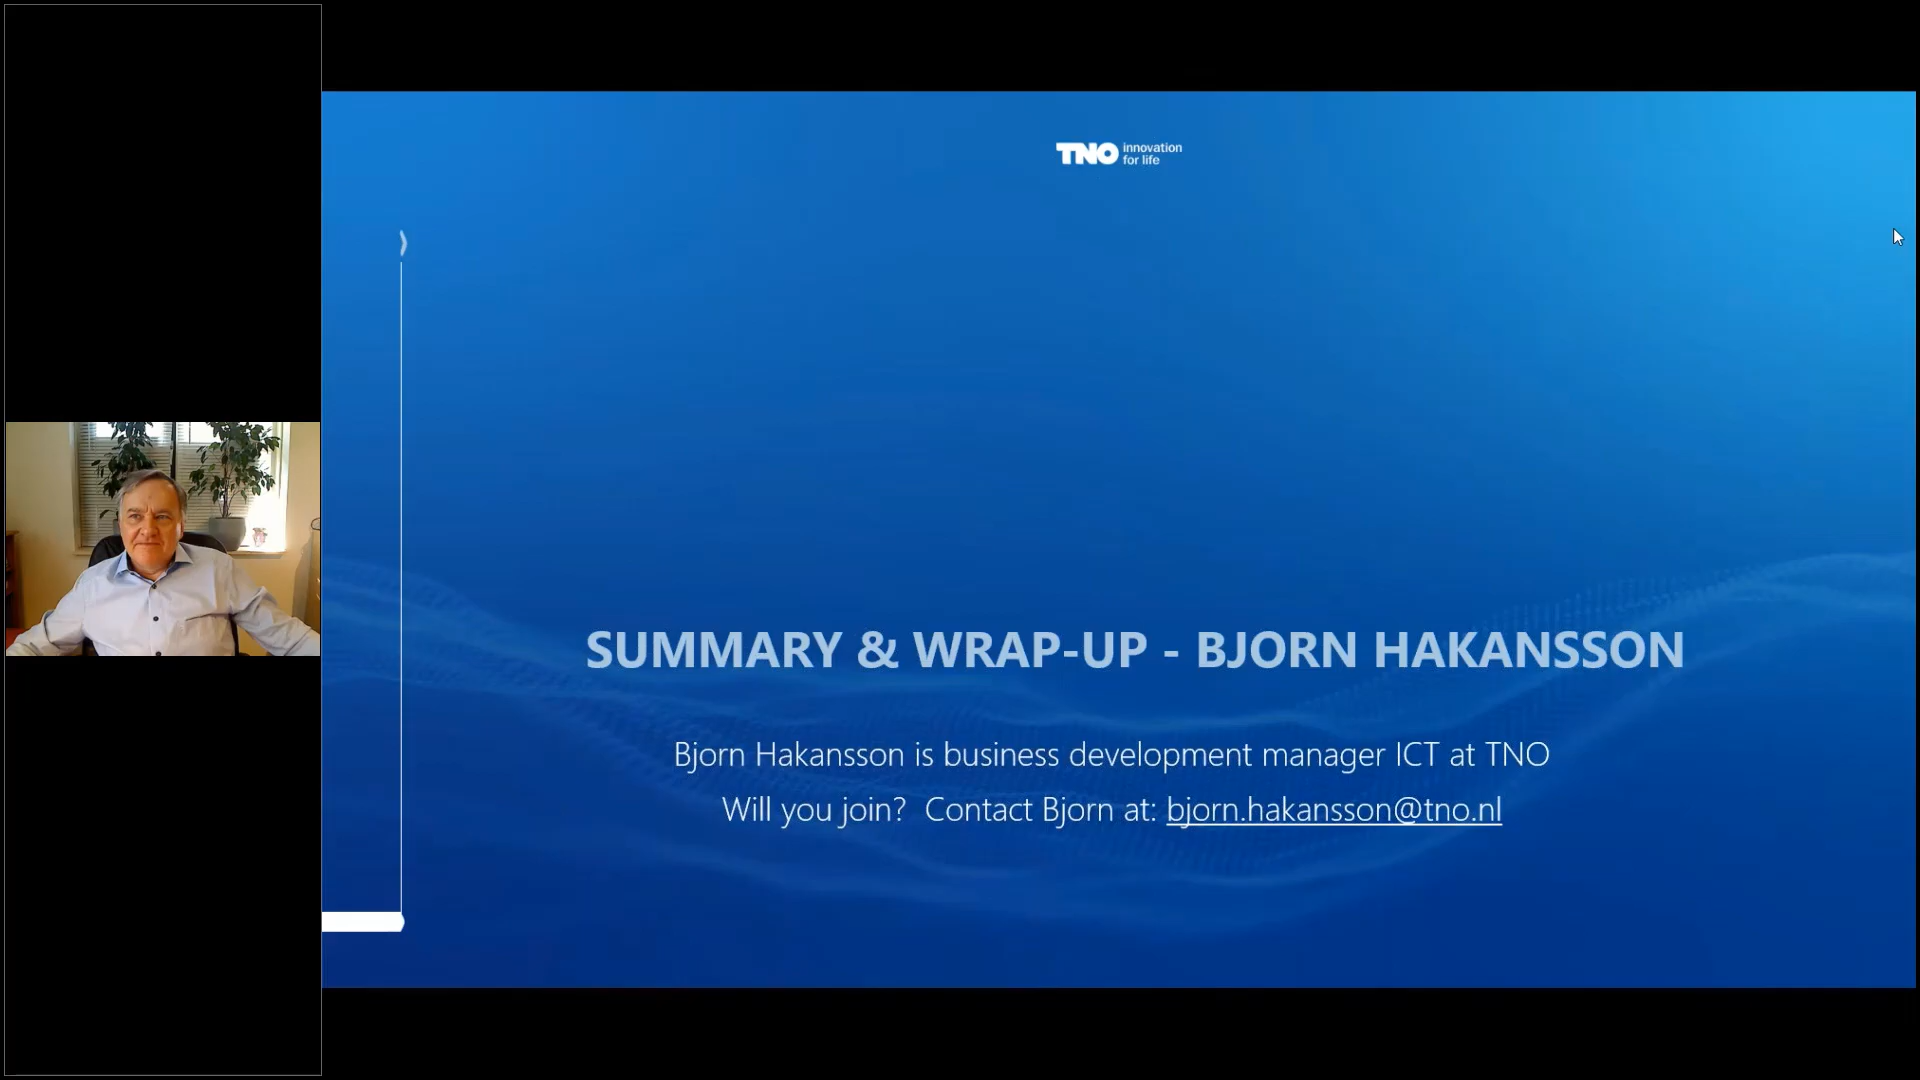 TNO innovation
for life
SUMMARY & WRAP-UP - BJORN HAKANSSON
Bjorn Hakansson is business development manager ICT at TNO
Will you join?  Contact Bjorn at: bjorn.hakansson@tno.nl